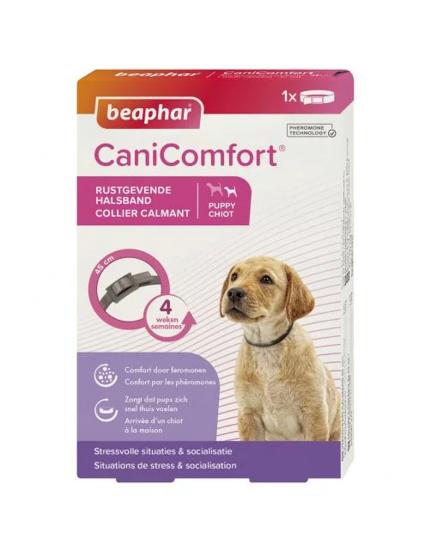 beaphar
CaniComfort®
1x
CaniComfort®
PHEROMONE
TECHNOLOGY
RUSTGEVENDE
HALSBAND
COLLIER CALMANT
PUPPY
CHIOT
45 cm
4
weken
semaines
Comfort door feromonen
Confort par les phéromones
Zorgt dat pups zich
snel thuis voelen
Arrivée d'un chiot
à la maison
Stressvolle situaties & socialisatie
Situations de stress & socialisation